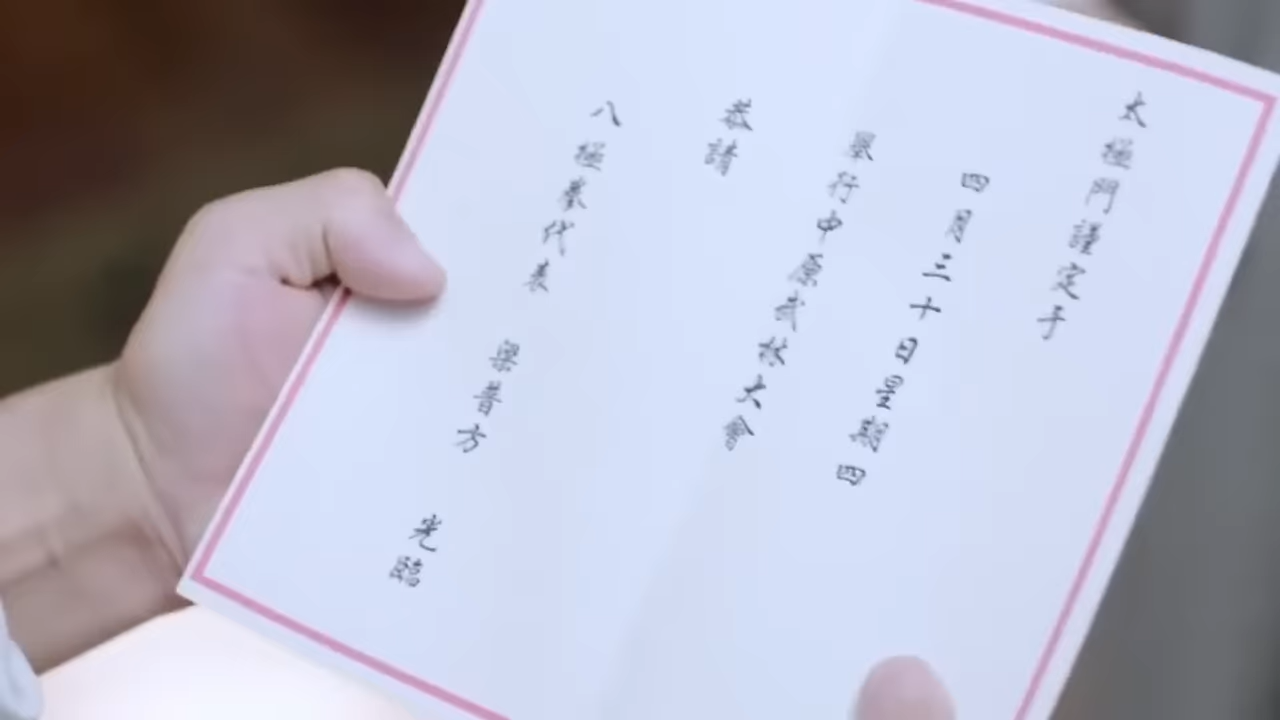 太極門謹定于
四月三十日星期四
舉行中原武林大會
恭請
八極拳代表 梁昔方 光臨